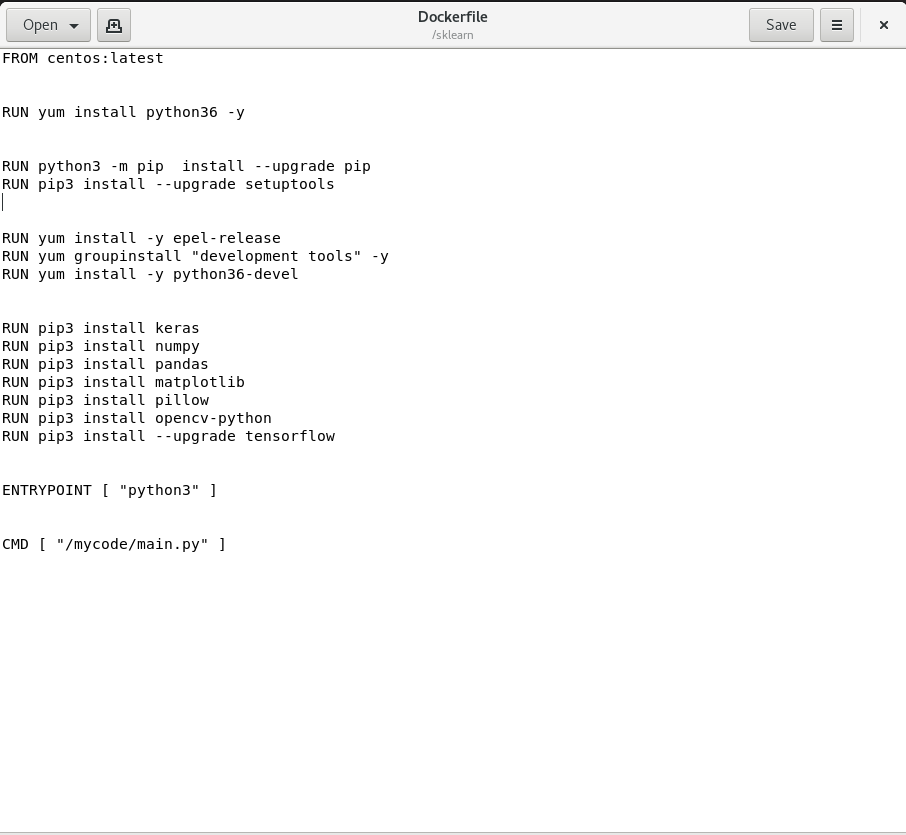 Open
Dockerfile
/sklearn
Save
FROM centos:latest
RUN yum install python36 -y
RUN python3 -m pip  install --upgrade pip
RUN pip3 install --upgrade setuptools
RUN yum install -y epel-release
RUN yum groupinstall "development tools" -y
RUN yum install -y python36-devel
RUN pip3 install keras
RUN pip3 install numpy
RUN pip3 install pandas
RUN pip3 install matplotlib
RUN pip3 install pillow
RUN pip3 install opencv-python
RUN pip3 install --upgrade tensorflow
ENTRYPOINT [ "python3" ]
CMD [ "/mycode/main.py" ]